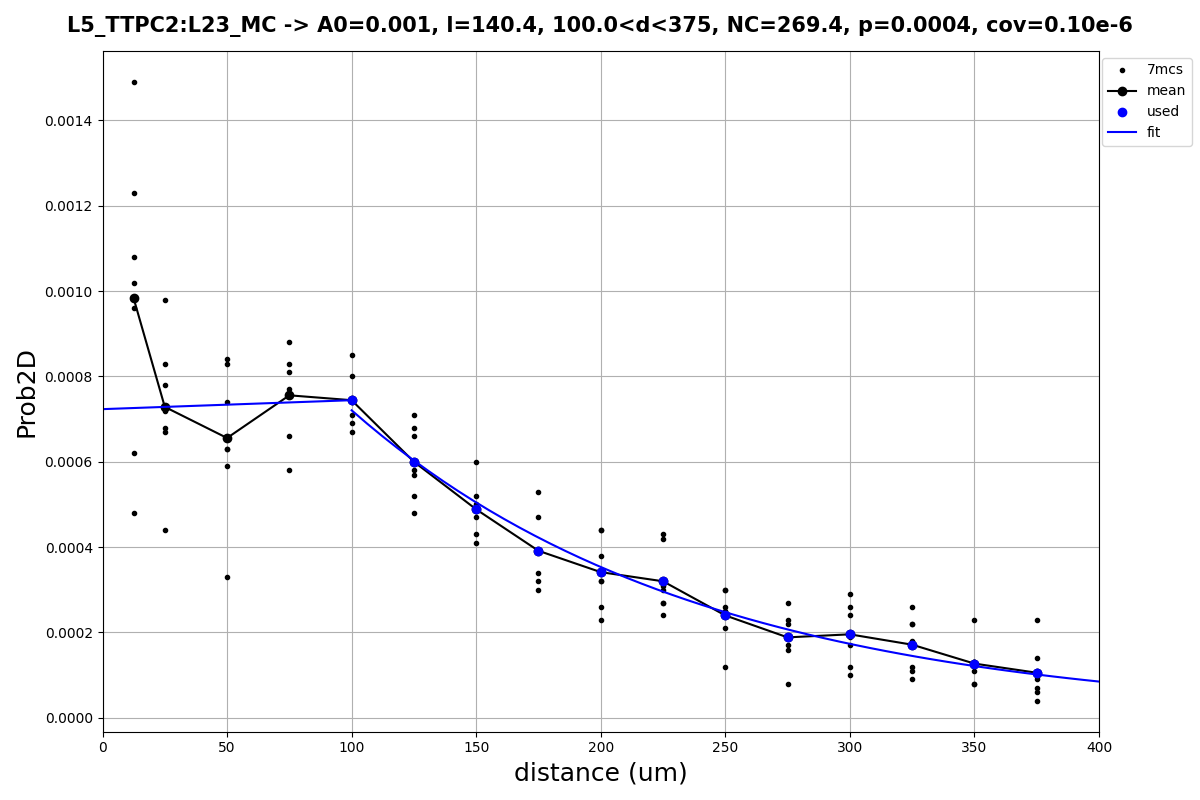 L5_TTPC2:L23_MC -> A0=0.001, l=140.4, 100.0<d<375, NC=269.4, p=0.0004, cov=0.10e-6
7mcs
mean
used
fit
0.0014
0.0012
0.0010
0.0008
0.0006
0.0004
0.0002
0.0000
Prob2D
0 50 100 150 200 250 300 350 400
distance (um)